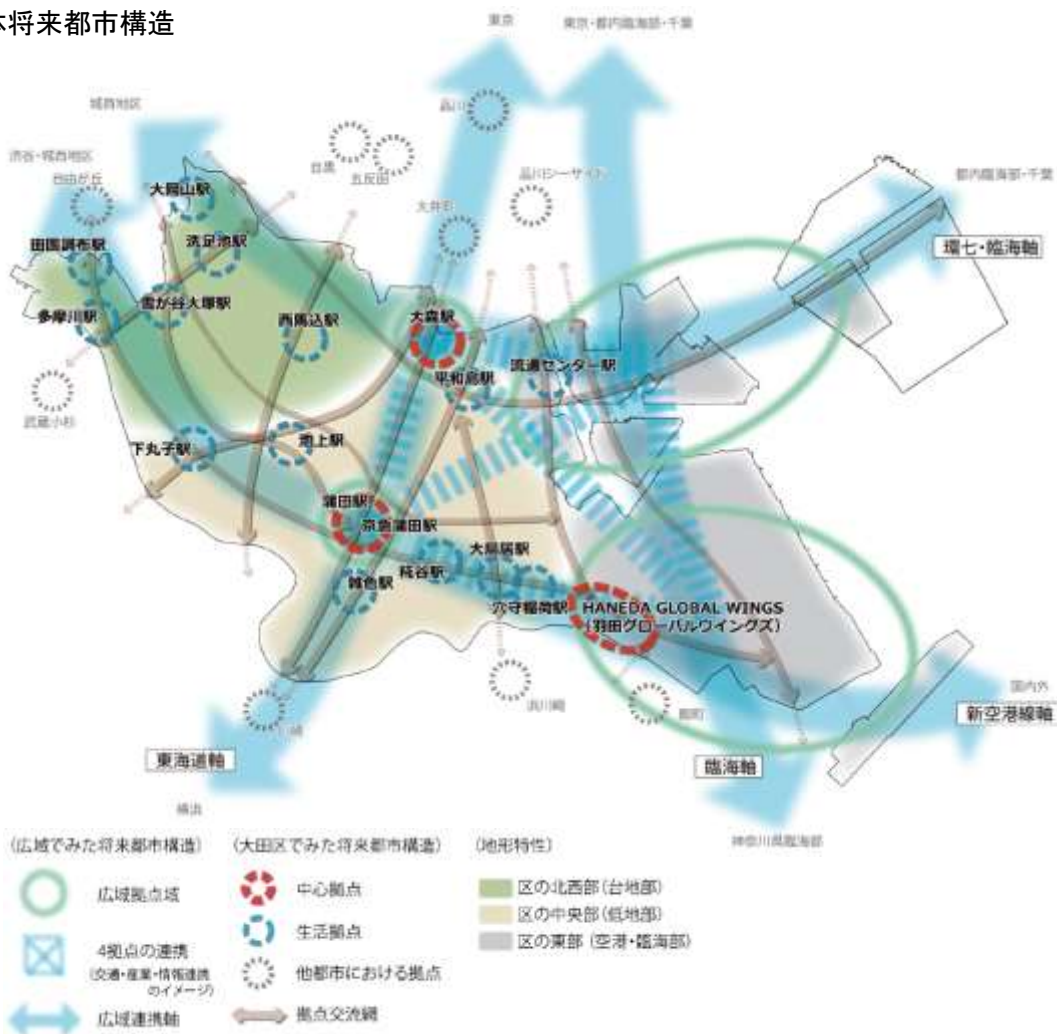 将来都市構造
東京
東京・都内臨海部・千葉
城南地区
品川
渋谷・城西地区
自由が丘
目黒
五反田
品川シーサイド
大井町
都内臨海部・千葉
大岡山駅
環七・臨海軸
田園調布駅
洗足池駅
多摩川駅
雪が谷大塚駅
西馬込駅
大森駅
平和島駅
流通センター駅
武蔵小杉
下丸子駅
池上駅
蒲田駅
京急蒲田駅
大鳥居駅
糀谷駅
雑色駅
穴守稲荷駅
HANEDA GLOBAL WINGS
(羽田グローバルウイングズ)
川崎
浜川崎
国内外
新空港線軸
東海道軸
臨海軸
横浜
神奈川県臨海部
(広域でみた将来都市構造)
(大田区でみた将来都市構造)
(地形特性)
広域拠点域
中心拠点
区の北西部(台地部)
4拠点の連携
(交通・産業・情報連携
のイメージ)
生活拠点
区の中央部(低地部)
他都市における拠点
区の東部(空港・臨海部)
広域連携軸
拠点交流網